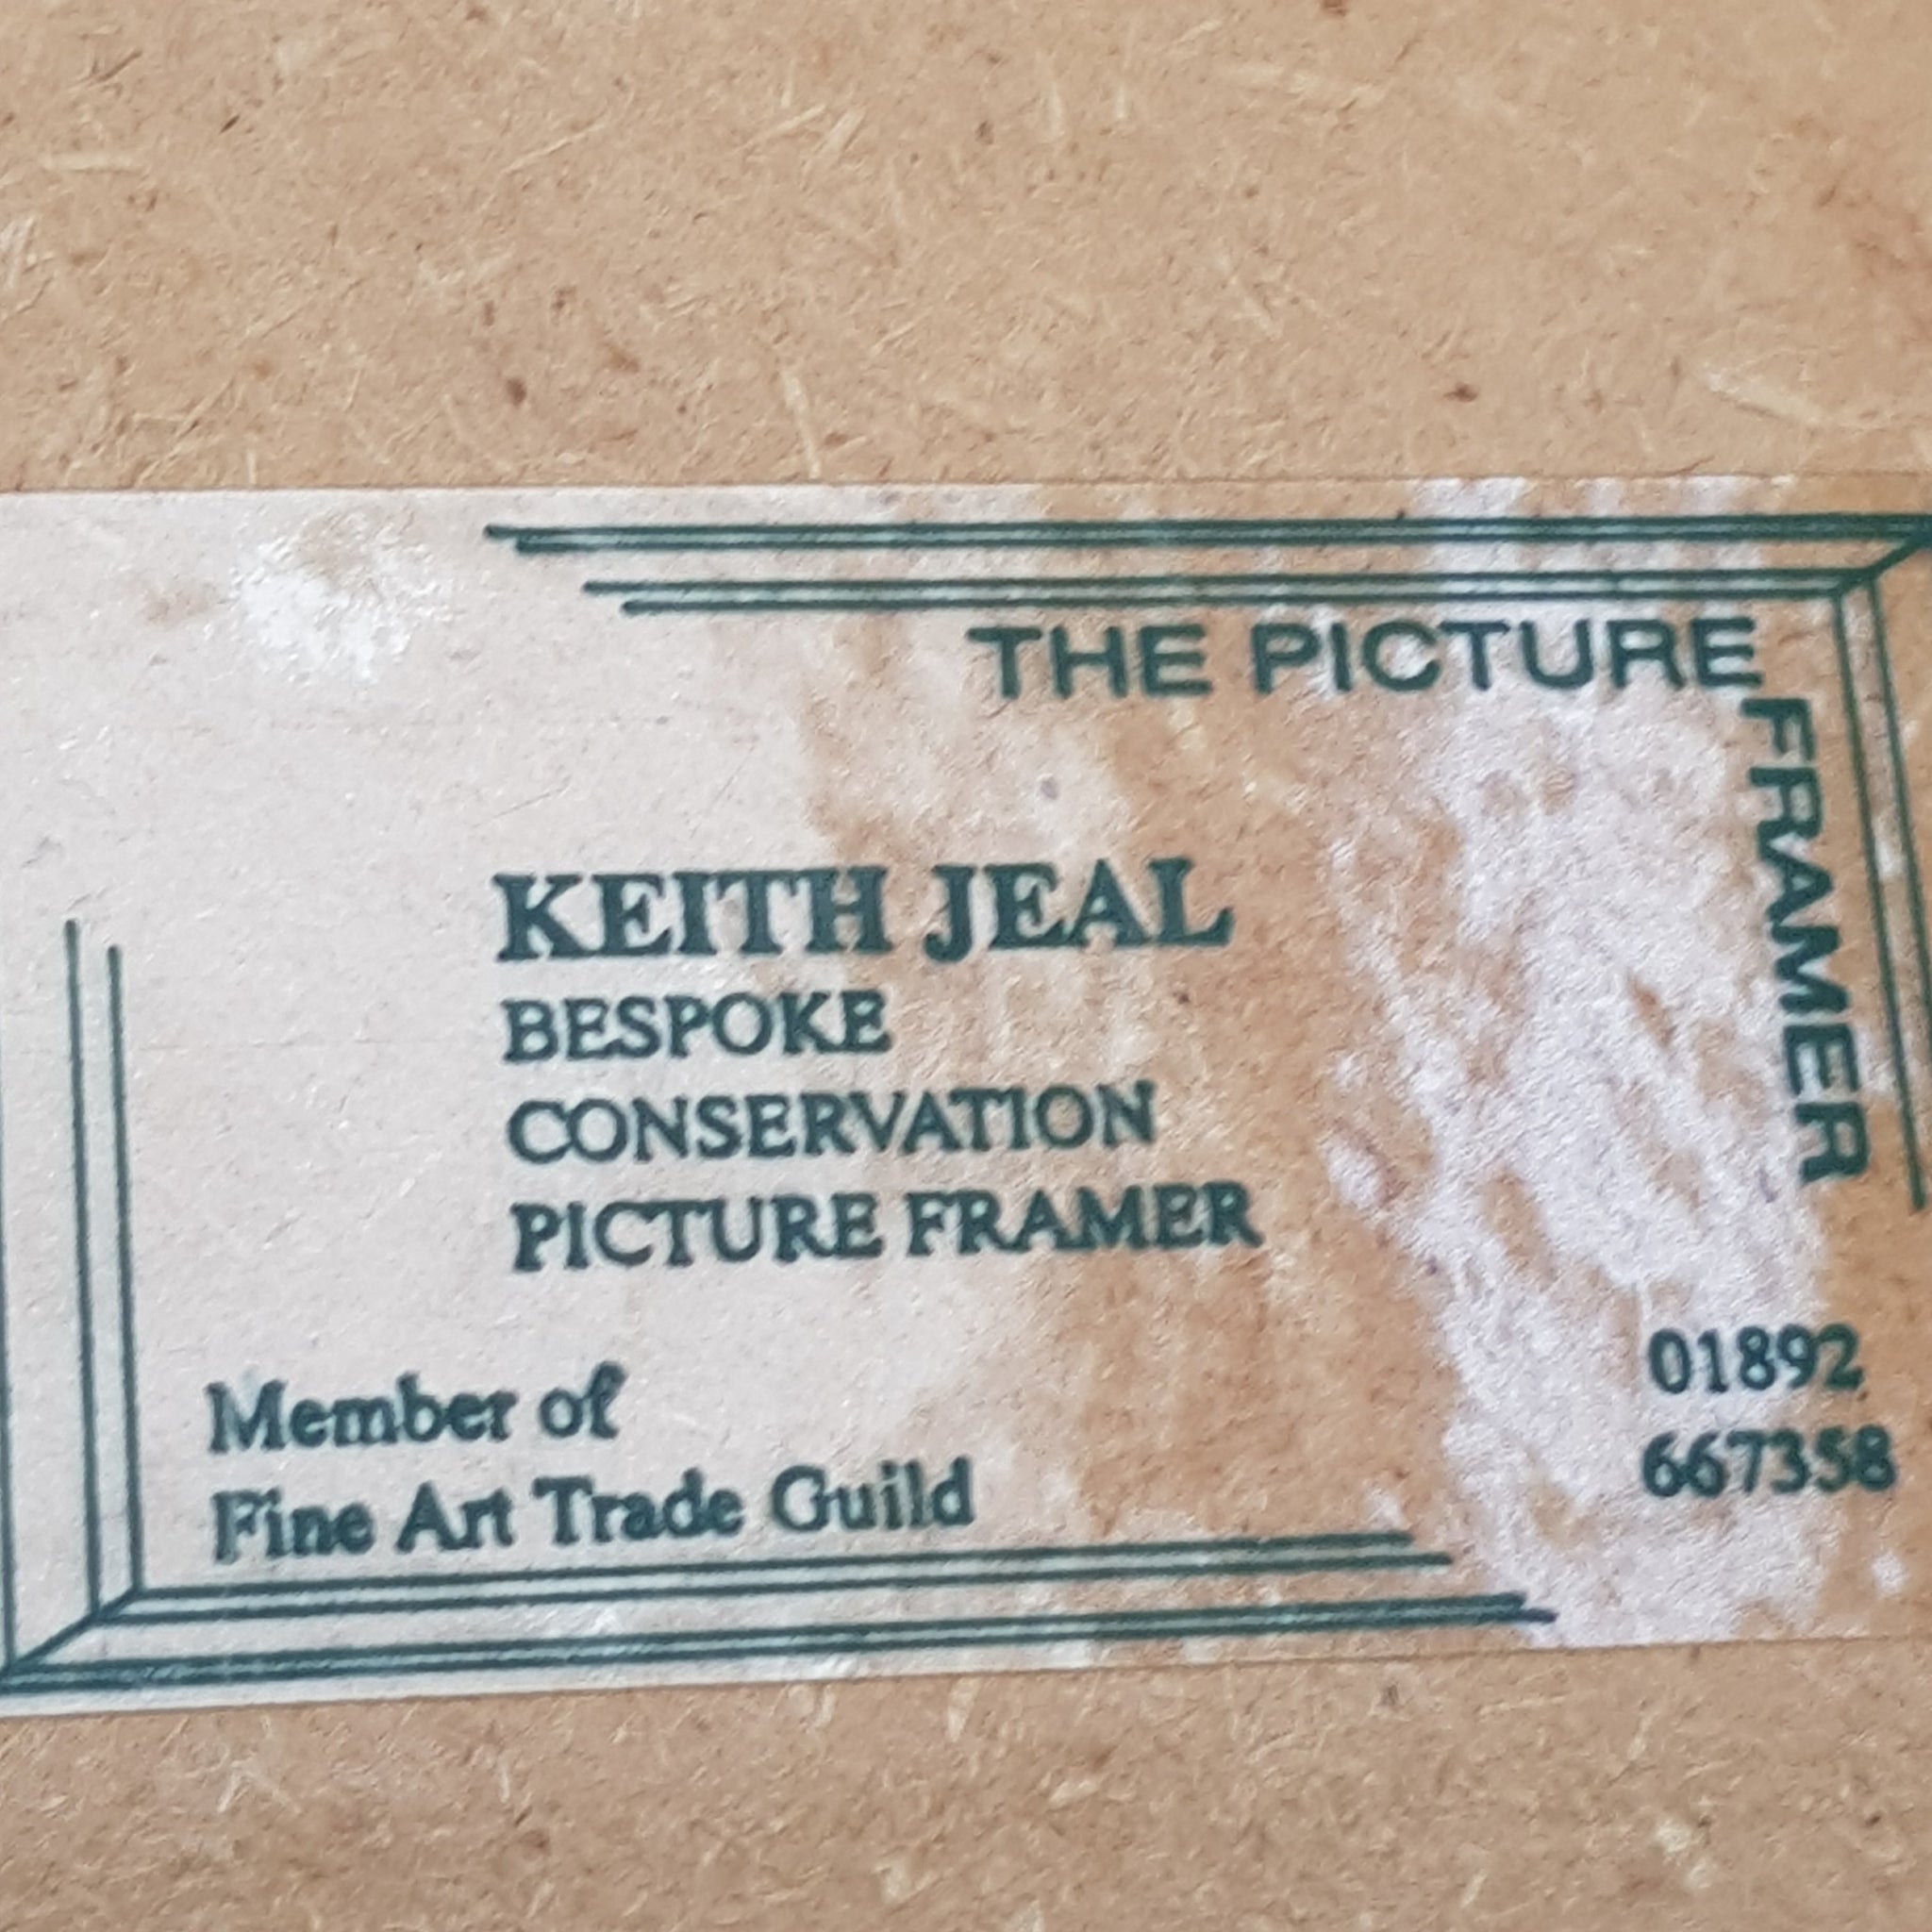 THE PICTURE
FRAMER
KEITH JEAL
BESPOKE
CONSERVATION
PICTURE FRAMER
Member of
Fine Art Trade Guild
01892
667358